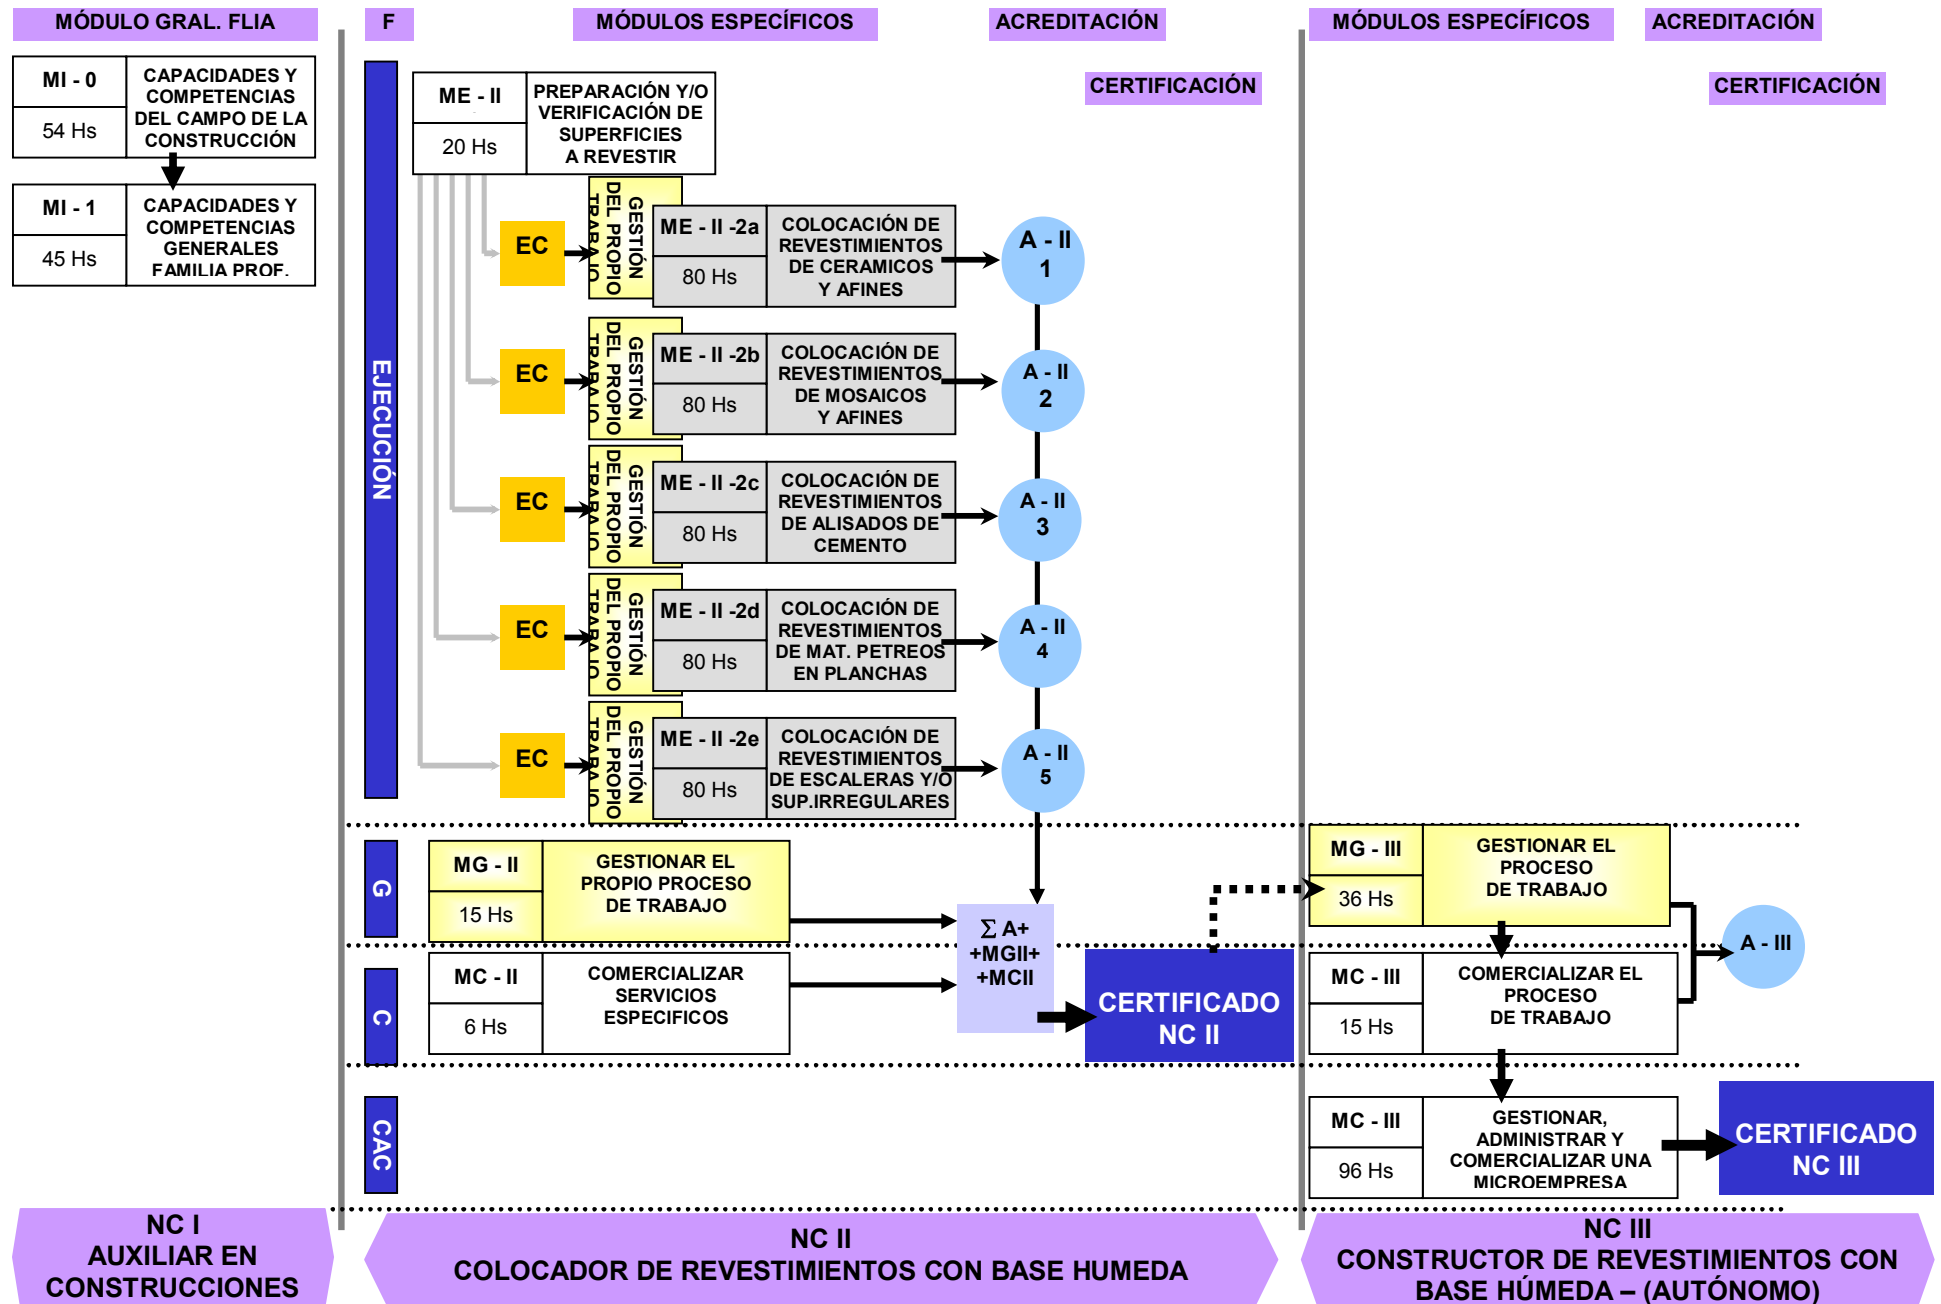 MÓDULO GRAL. FLIA
F
MÓDULOS ESPECÍFICOS
ACREDITACIÓN
MÓDULOS ESPECÍFICOS
ACREDITACIÓN
CERTIFICACIÓN
CERTIFICACIÓN
MI - 0
54 Hs
CAPACIDADES Y
COMPETENCIAS
DEL CAMPO DE LA
CONSTRUCCIÓN
MI - 1
45 Hs
CAPACIDADES Y
COMPETENCIAS
GENERALES
FAMILIA PROF.
EJECUCIÓN
ME - II
20 Hs
PREPARACIÓN Y/O
VERIFICACIÓN DE
SUPERFICIES
A REVESTIR
EC
GESTIÓN
DEL PROPIO
TRABAJO
ME - II -2a
80 Hs
COLOCACIÓN DE
REVESTIMIENTOS
DE CERAMICOS
Y AFINES
A - II
1
EC
GESTIÓN
DEL PROPIO
TRABAJO
ME - II -2b
80 Hs
COLOCACIÓN DE
REVESTIMIENTOS
DE MOSAICOS
Y AFINES
A - II
2
EC
GESTIÓN
DEL PROPIO
TRABAJO
ME - II -2c
80 Hs
COLOCACIÓN DE
REVESTIMIENTOS
DE ALISADOS DE
CEMENTO
A - II
3
EC
GESTIÓN
DEL PROPIO
TRABAJO
ME - II -2d
80 Hs
COLOCACIÓN DE
REVESTIMIENTOS
DE MAT. PETREOS
EN PLANCHAS
A - II
4
EC
GESTIÓN
DEL PROPIO
TRABAJO
ME - II -2e
80 Hs
COLOCACIÓN DE
REVESTIMIENTOS
DE ESCALERAS Y/O
SUP.IRREGULARES
A - II
5
G
MG - II
15 Hs
GESTIONAR EL
PROPIO PROCESO
DE TRABAJO
C
MC - II
6 Hs
COMERCIALIZAR
SERVICIOS
ESPECIFICOS
Σ A+
+MGII+
+MCII
CERTIFICADO
NC II
MG - III
36 Hs
GESTIONAR EL
PROCESO
DE TRABAJO
MC - III
15 Hs
COMERCIALIZAR EL
PROCESO
DE TRABAJO
A - III
CAC
MC - III
96 Hs
GESTIONAR,
ADMINISTRAR Y
COMERCIALIZAR UNA
MICROEMPRESA
CERTIFICADO
NC III
NC I
AUXILIAR EN
CONSTRUCCIONES
NC II
COLOCADOR DE REVESTIMIENTOS CON BASE HUMEDA
NC III
CONSTRUCTOR DE REVESTIMIENTOS CON
BASE HÚMEDA – (AUTÓNOMO)